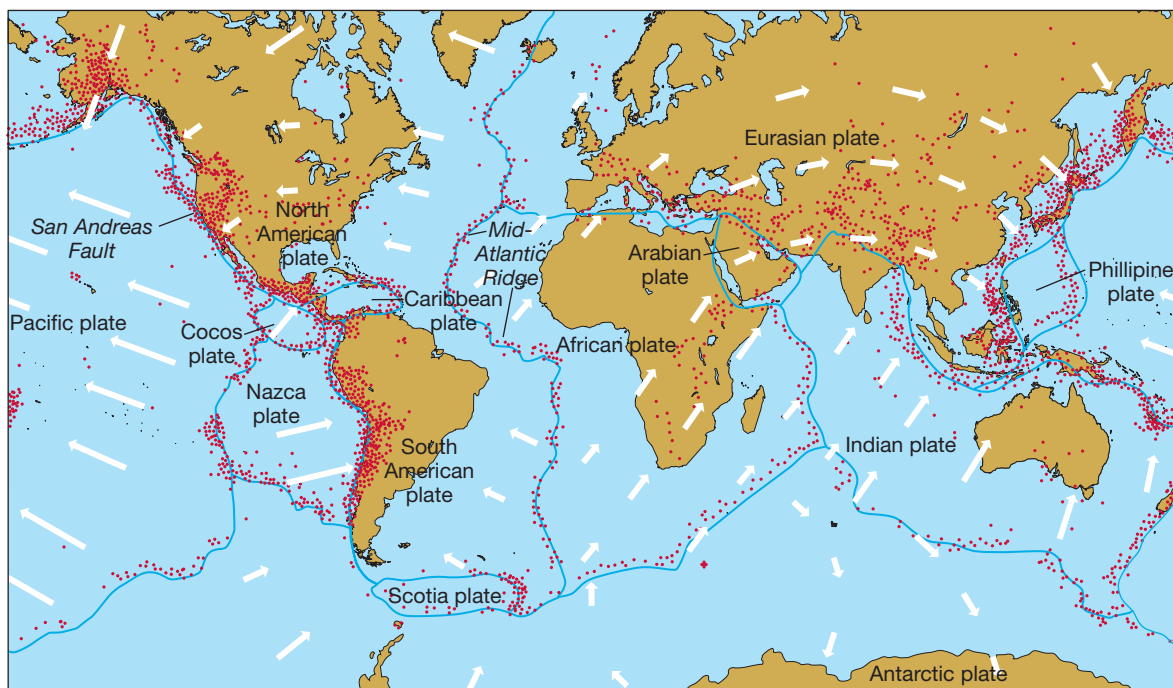 Eurasian plate
San Andreas
Fault
North
American
plate
Mid-
Atlantic
Ridge
Arabian
plate
Phillipine
plate
Pacific plate
Caribbean
plate
Cocos
plate
African plate
Nazca
plate
South
American
plate
Indian plate
Scotia plate
Antarctic plate